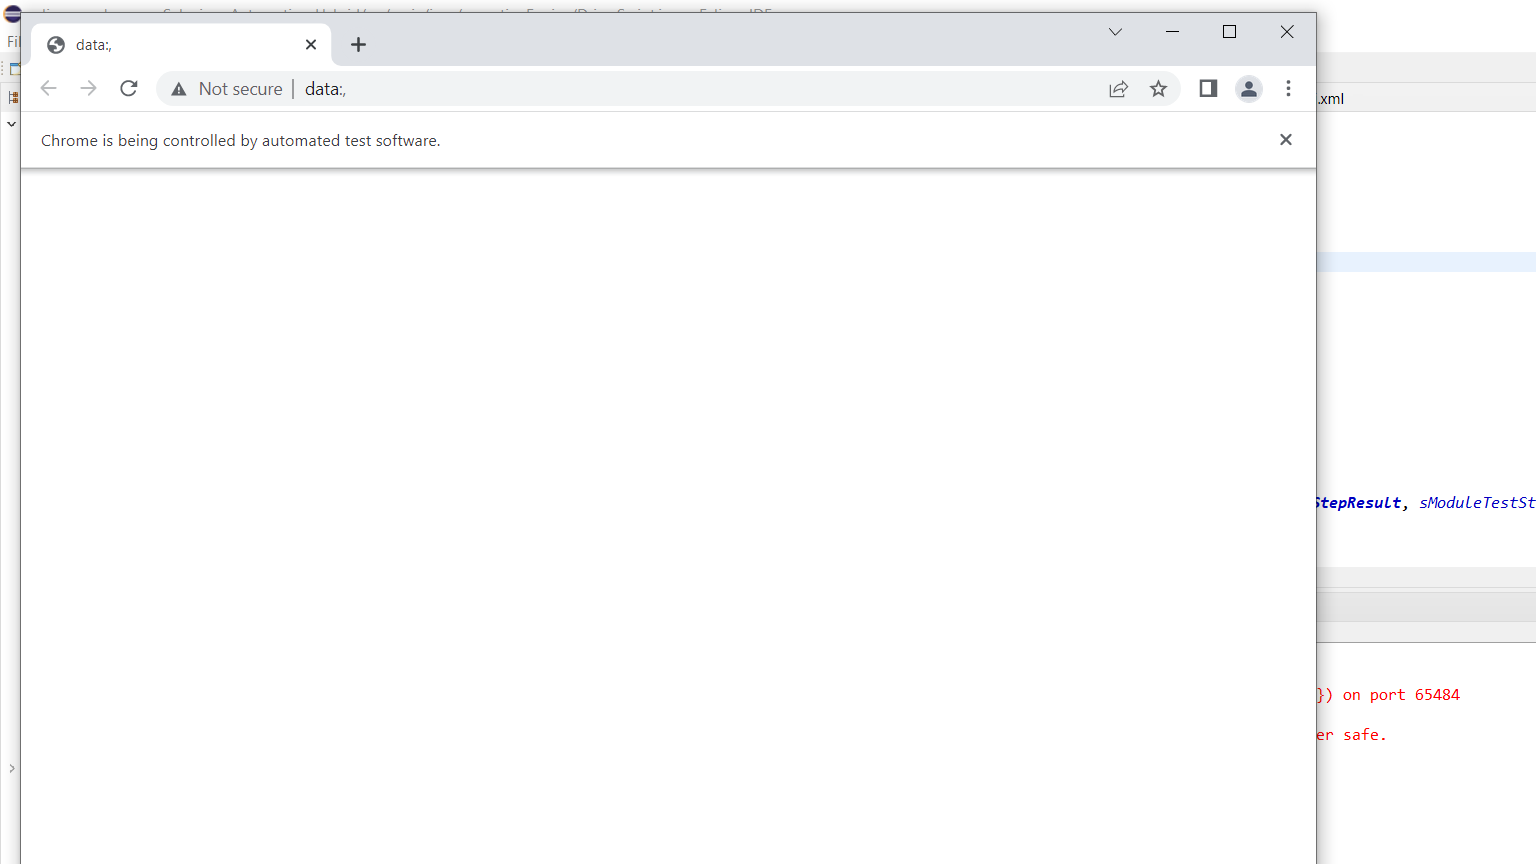 data:,
Fil
Not secure | data:,
.xml
Chrome is being controlled by automated test software.
StepResult, sModuleTestSt
}) on port 65484
er safe.